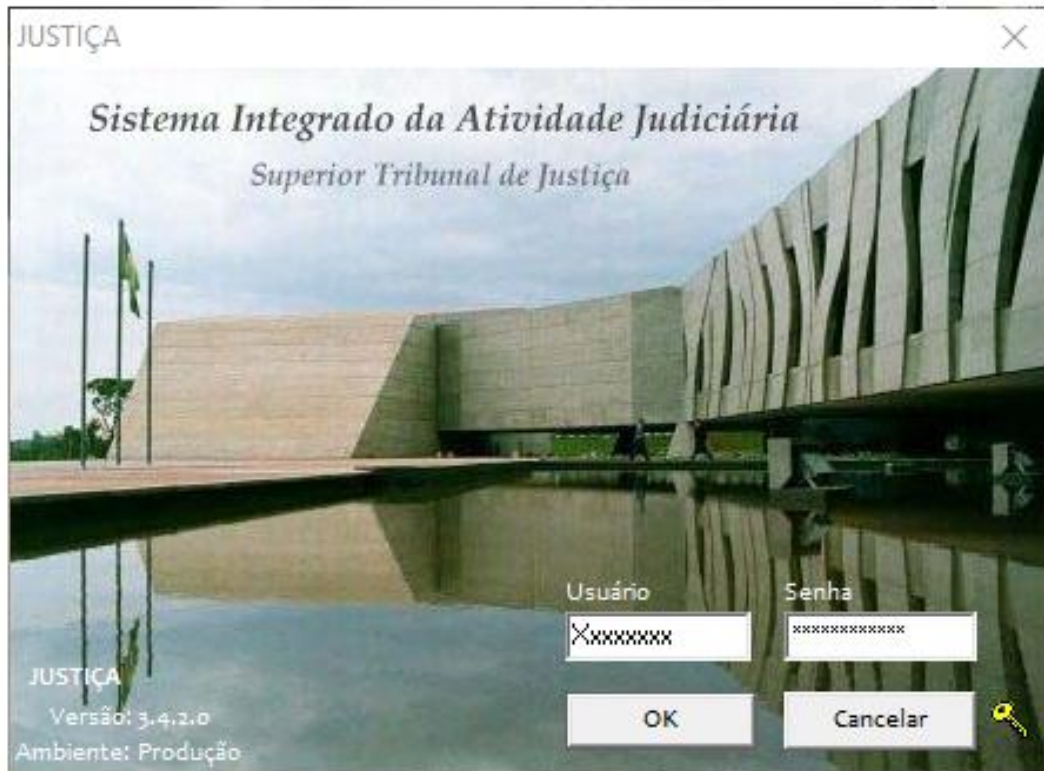 JUSTIÇA
Sistema Integrado da Atividade Judiciária
Superior Tribunal de Justiça
Usuário
Senha
Xxxxxxxx
xxxxxxxxxxxx
JUSTIÇA
Versão: 3.4.2.0
Ambiente: Produção
OK
Cancelar